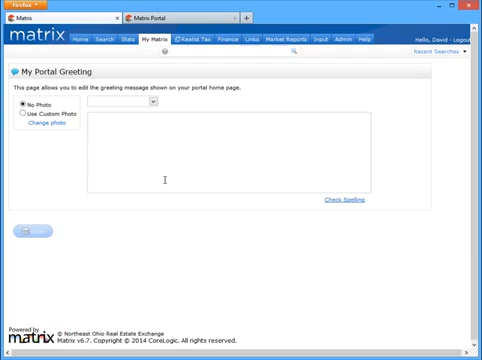 Firefox
Matrix
Matrix Portal
matrix
Home
Search
Stats
My Matrix
Realist Tax
Finance
Links
Market Reports
Input
Admin
Help
Hello, David - Logout
Recent Searches
My Portal Greeting
This page allows you to edit the greeting message shown on your portal home page.
No Photo
Use Custom Photo
Change photo
Check Spelling
Powered by
matrix
© Northeast Ohio Real Estate Exchange
Matrix v6.7. Copyright © 2014 CoreLogic. All rights reserved.